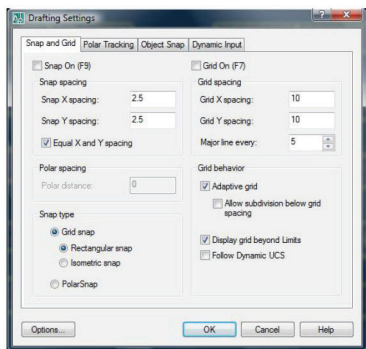 Drafting Settings
Snap and Grid Polar Tracking Object Snap Dynamic Input
Snap On (F9)
Snap spacing
Snap X spacing: 2.5
Snap Y spacing: 2.5
Equal X and Y spacing
Polar spacing
Polar distance: 0
Snap type
Grid snap
Rectangular snap
Isometric snap
PolarSnap
Grid On (F7)
Grid spacing
Grid X spacing: 10
Grid Y spacing: 10
Major line every: 5
Grid behavior
Adaptive grid
Allow subdivision below grid
spacing
Display grid beyond Limits
Follow Dynamic UCS
Options... OK Cancel Help